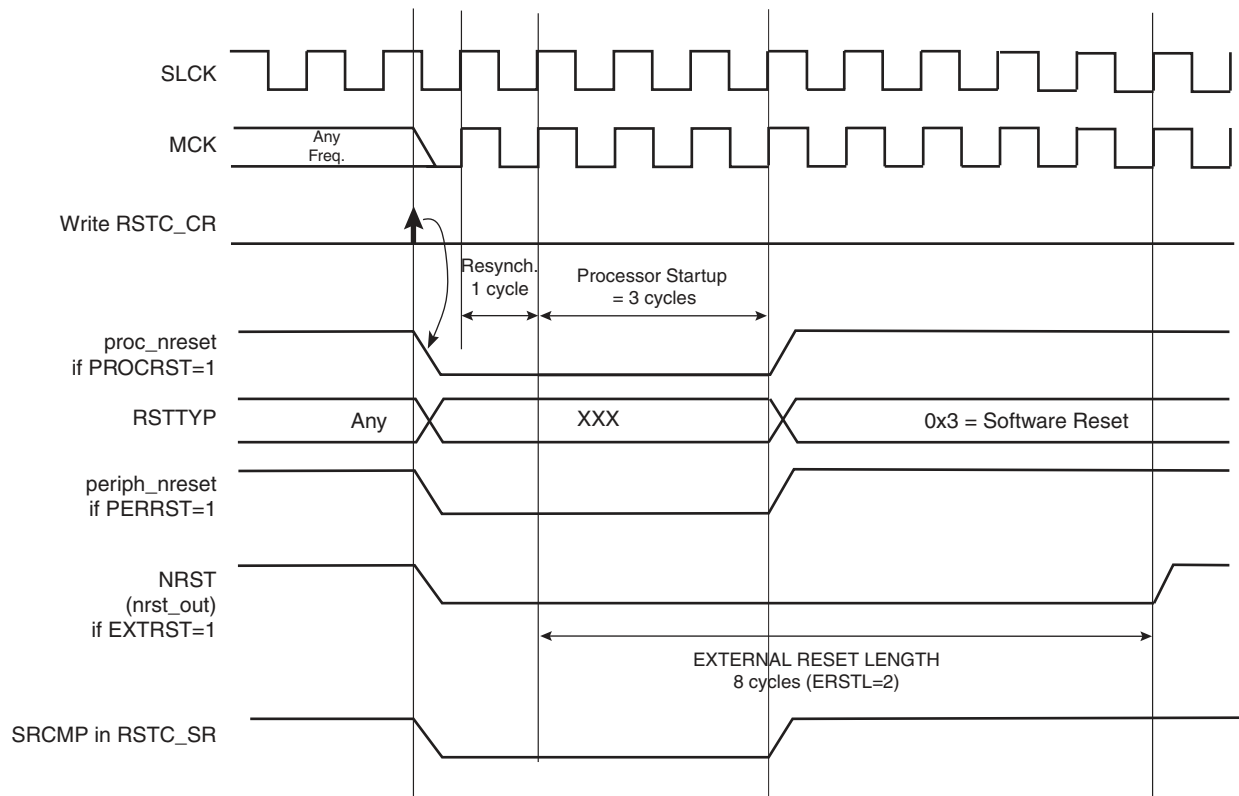 SLCK
MCK
Any
Freq.
Write RSTC_CR
Resynch.
1 cycle
Processor Startup
= 3 cycles
proc_nreset
if PROCRST=1
RSTTYP
Any
XXX
0x3 = Software Reset
periph_nreset
if PERRST=1
NRST
(nrst_out)
if EXTRST=1
EXTERNAL RESET LENGTH
8 cycles (ERSTL=2)
SRCMP in RSTC_SR